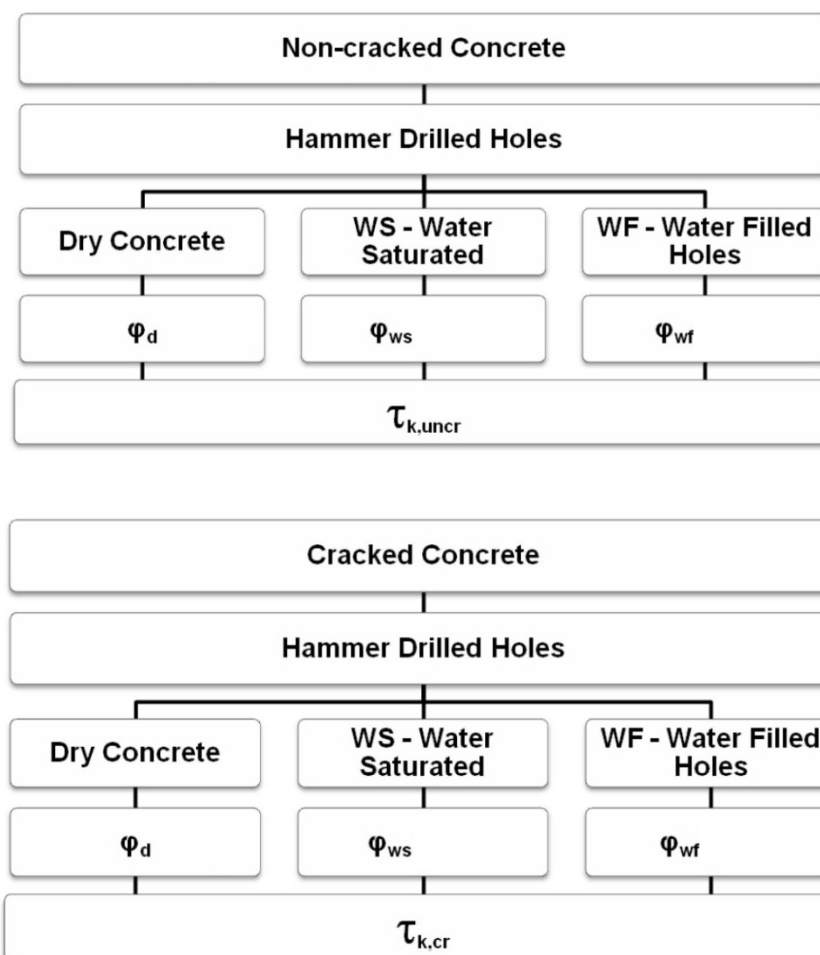 Non-cracked Concrete
Hammer Drilled Holes
Dry Concrete
WS - Water
Saturated
WF - Water Filled
Holes
φd
φws
φwf
τk,uncr
Cracked Concrete
Hammer Drilled Holes
Dry Concrete
WS - Water
Saturated
WF - Water Filled
Holes
φd
φws
φwf
τk,cr